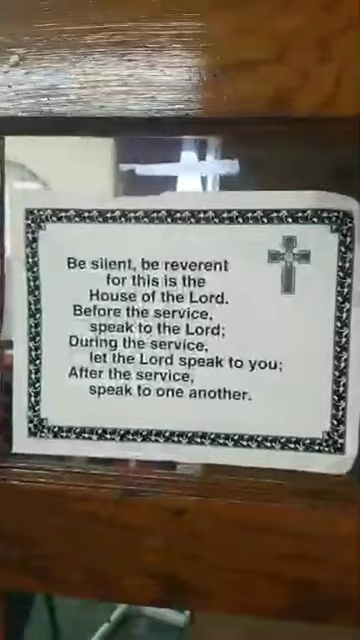 Be silent, be reverent
for this is the
House of the Lord.
Before the service,
speak to the Lord;
During the service,
let the Lord speak to you;
After the service,
speak to one another.